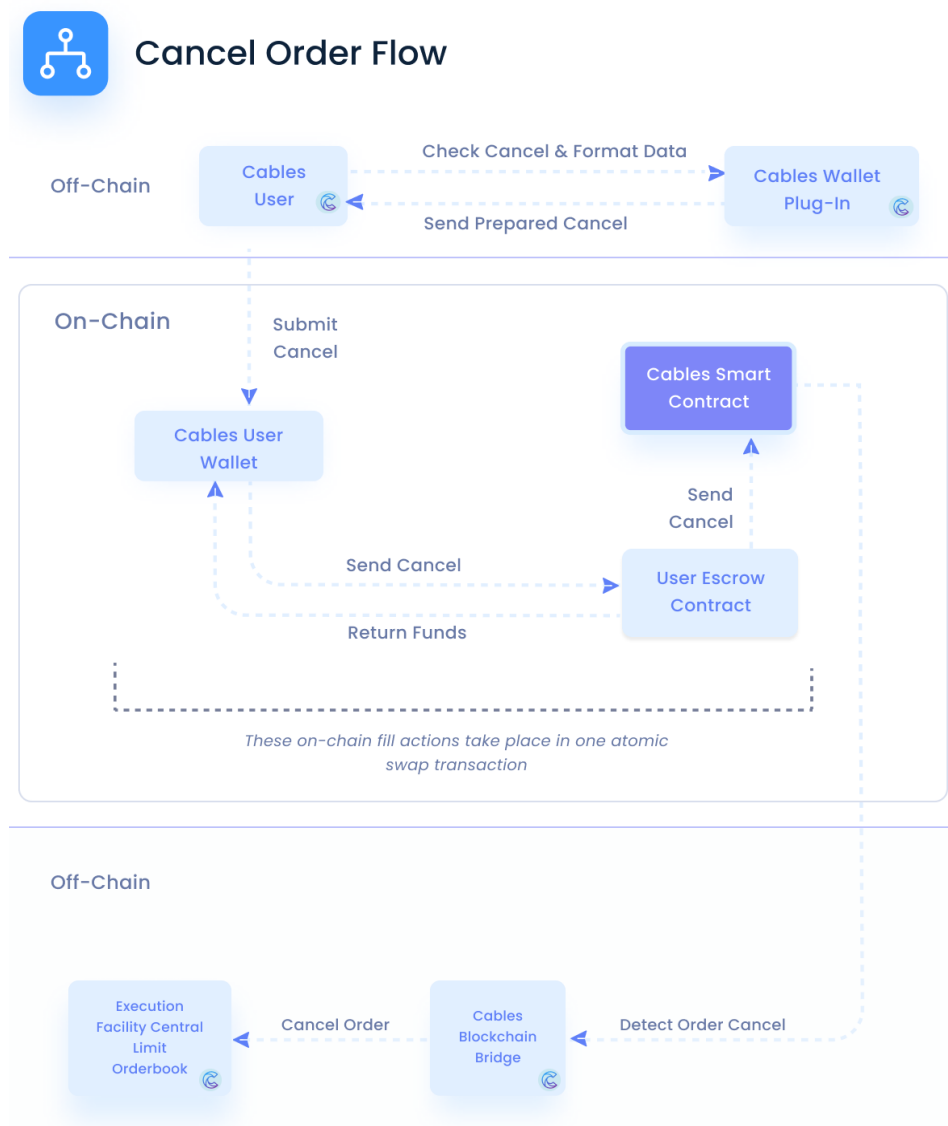 Cancel Order Flow
Off-Chain
Cables
User
Check Cancel & Format Data
Send Prepared Cancel
Cables Wallet
Plug-In
On-Chain
Submit
Cancel
Cables Smart
Contract
Cables User
Wallet
Send
Cancel
Send Cancel
User Escrow
Contract
Return Funds
These on-chain fill actions take place in one atomic
swap transaction
Off-Chain
Execution
Facility Central
Limit
Orderbook
Cancel Order
Cables
Blockchain
Bridge
Detect Order Cancel